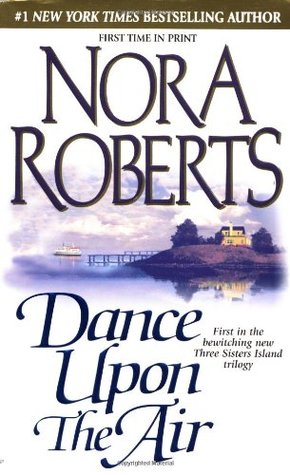 #1 NEW YORK TIMES BESTSELLING AUTHOR
FIRST TIME IN PRINT
NORA
ROBERTS
Dance
Upon
The Air
First in the
bewitching new
Three Sisters Island
trilogy